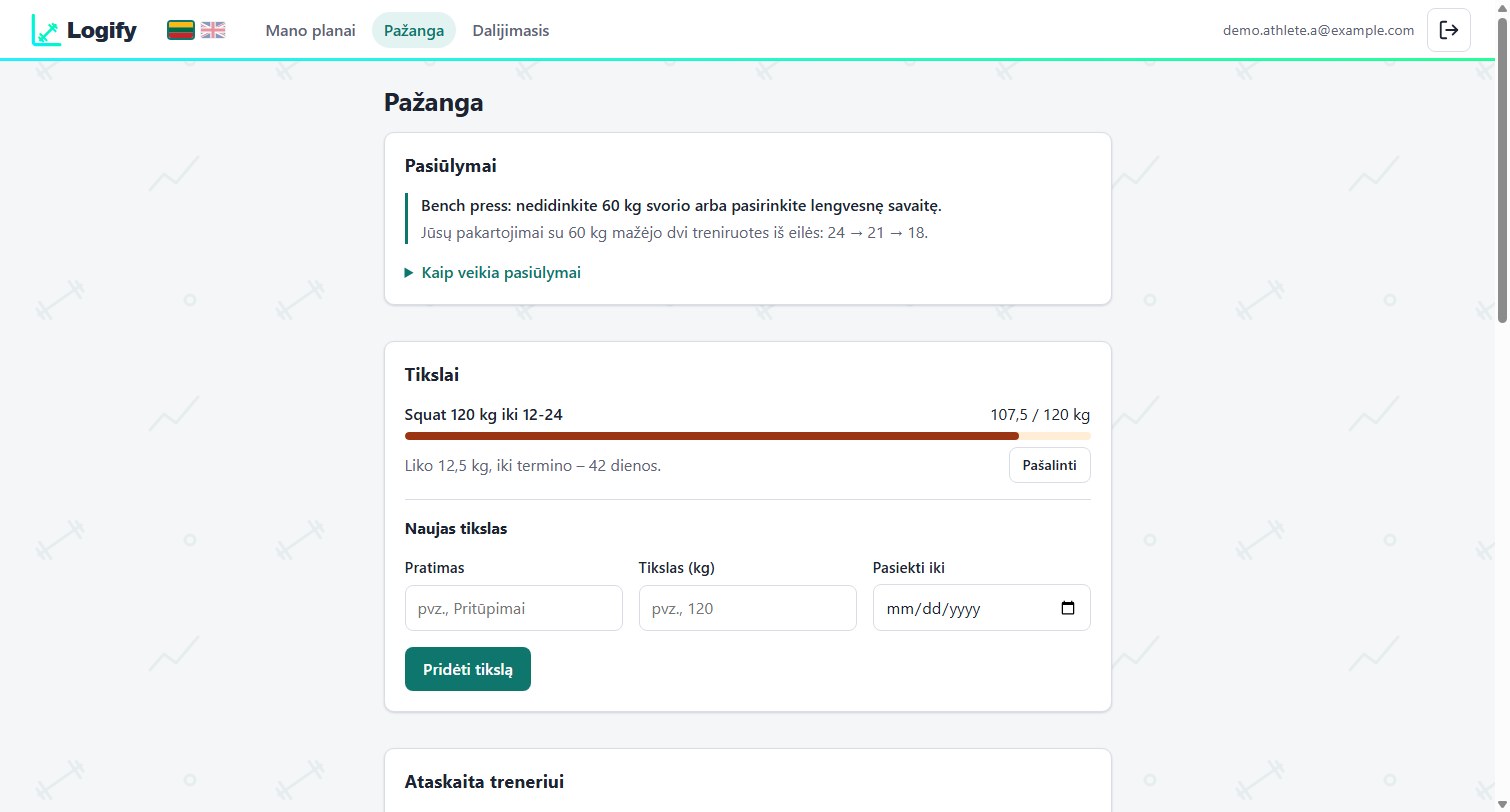 Logify
Mano planai
Pažanga
Dalijimasis
demo.athlete.a@example.com
Pažanga
Pasiūlymai
Bench press: nedidinkite 60 kg svorio arba pasirinkite lengvesnę savaitę.
Jūsų pakartojimai su 60 kg mažėjo dvi treniruotes iš eilės: 24 → 21 → 18.
▶ Kaip veikia pasiūlymai
Tikslai
Squat 120 kg iki 12-24
107,5 / 120 kg
Liko 12,5 kg, iki termino – 42 dienos.
Pašalinti
Naujas tikslas
Pratimas
Tikslas (kg)
Pasiekti iki
pvz., Pritūpimai
pvz., 120
mm/dd/yyyy
Pridėti tikslą
Ataskaita treneriui